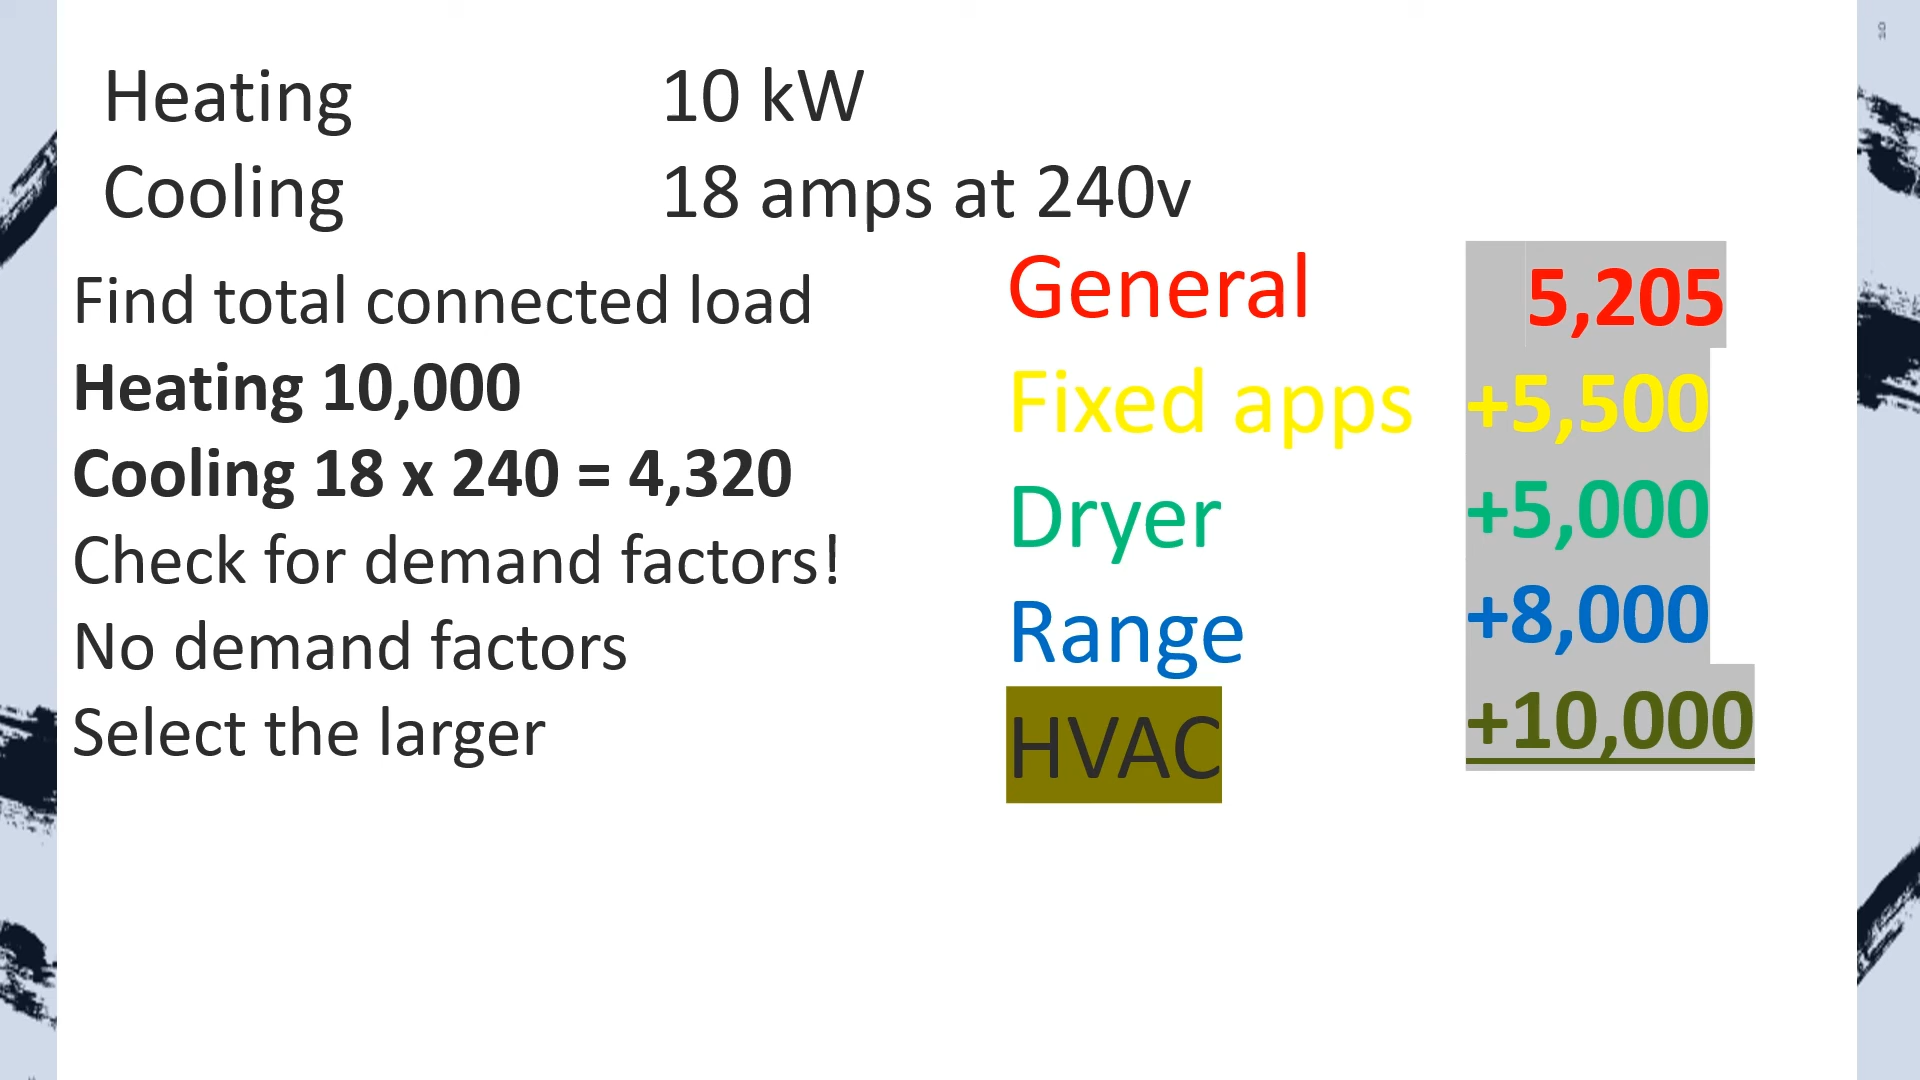 Heating 10 kW
Cooling 18 amps at 240v
Find total connected load
Heating 10,000
Cooling 18 x 240 = 4,320
Check for demand factors!
No demand factors
Select the larger
General 5,205
Fixed apps +5,500
Dryer +5,000
Range +8,000
HVAC +10,000